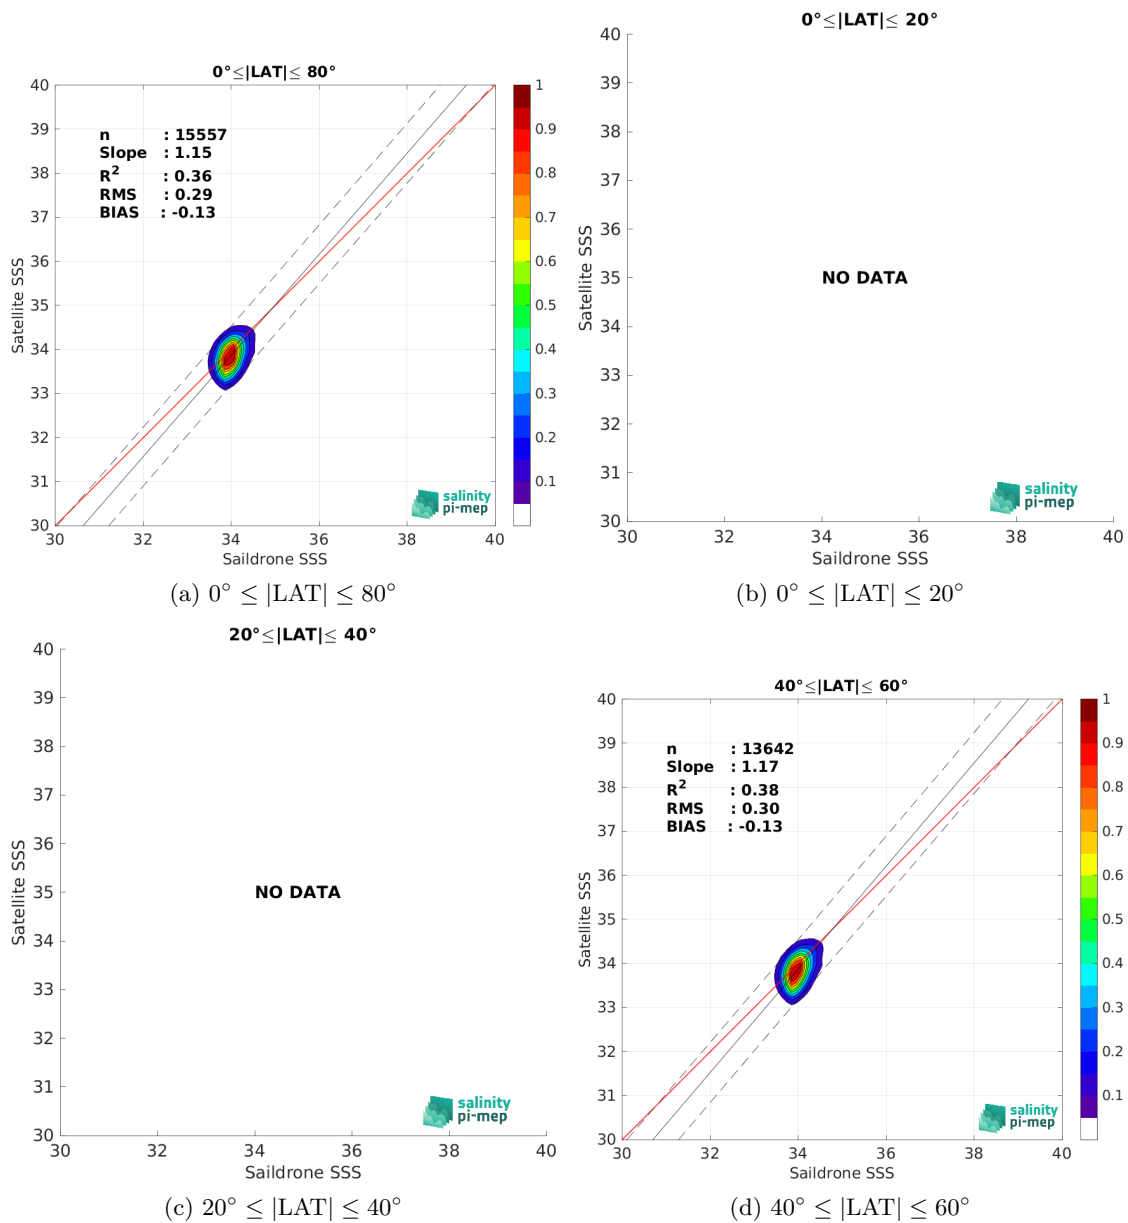 0°≤|LAT|≤ 80°
40
39
38
37
36
35
34
33
32
31
30
Satellite SSS
n : 15557
Slope : 1.15
R2 : 0.36
RMS : 0.29
BIAS : -0.13
1
0.9
0.8
0.7
0.6
0.5
0.4
0.3
0.2
0.1
salinity
pi-mep
30 32 34 36 38 40
Saildrone SSS
(a) 0° ≤ |LAT| ≤ 80°
0°≤|LAT|≤ 20°
40
39
38
37
36
35
34
33
32
31
30
Satellite SSS
NO DATA
salinity
pi-mep
30 32 34 36 38 40
Saildrone SSS
(b) 0° ≤ |LAT| ≤ 20°
20°≤|LAT|≤ 40°
40
39
38
37
36
35
34
33
32
31
30
Satellite SSS
NO DATA
salinity
pi-mep
30 32 34 36 38 40
Saildrone SSS
(c) 20° ≤ |LAT| ≤ 40°
40°≤|LAT|≤ 60°
40
39
38
37
36
35
34
33
32
31
30
Satellite SSS
n : 13642
Slope : 1.17
R2 : 0.38
RMS : 0.30
BIAS : -0.13
1
0.9
0.8
0.7
0.6
0.5
0.4
0.3
0.2
0.1
salinity
pi-mep
30 32 34 36 38 40
Saildrone SSS
(d) 40° ≤ |LAT| ≤ 60°